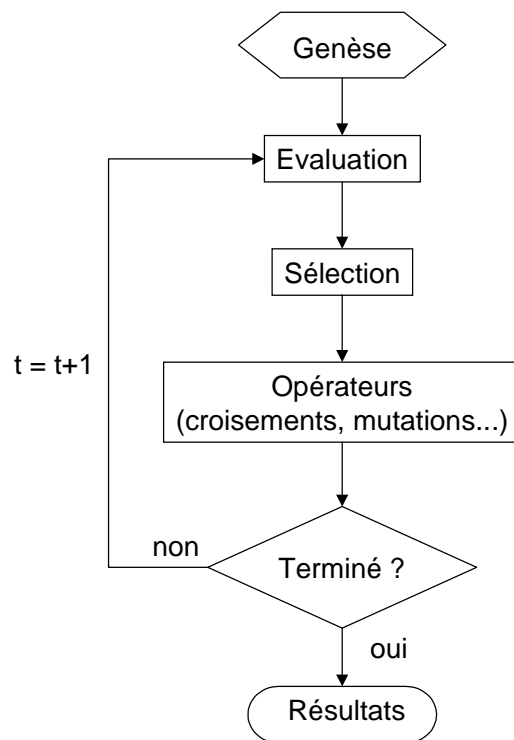 Genèse
Evaluation
Sélection
t = t+1
Opérateurs
(croisements, mutations...)
non
Terminé ?
oui
Résultats